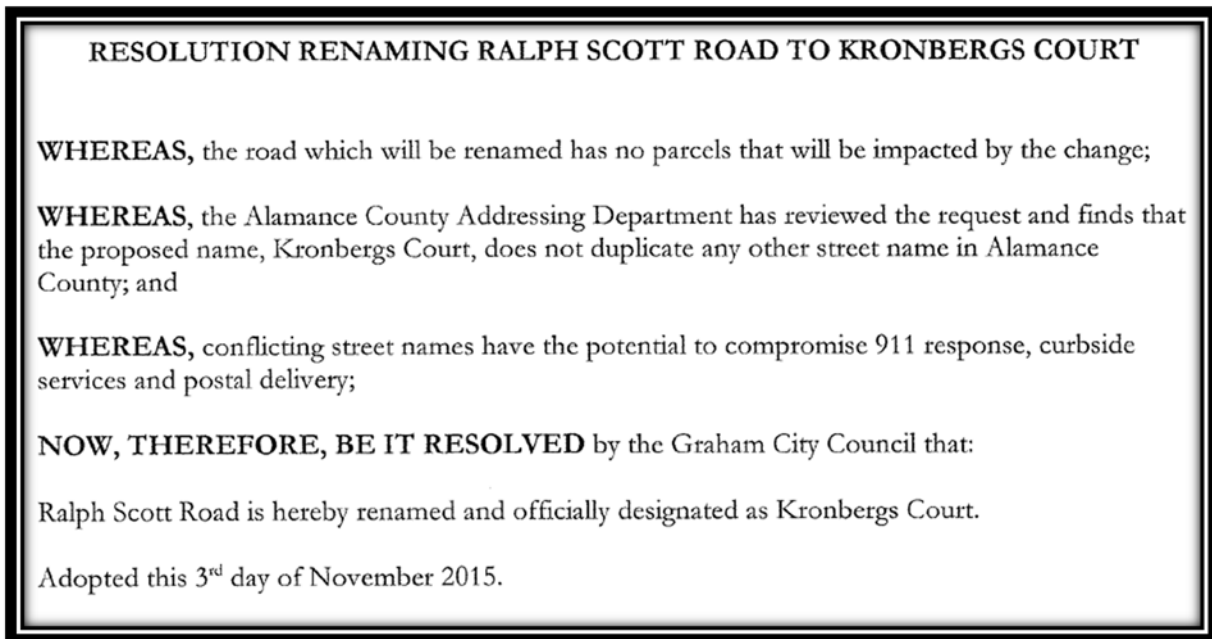 RESOLUTION RENAMING RALPH SCOTT ROAD TO KRONBERGS COURT
WHEREAS, the road which will be renamed has no parcels that will be impacted by the change;
WHEREAS, the Alamance County Addressing Department has reviewed the request and finds that
the proposed name, Kronbergs Court, does not duplicate any other street name in Alamance
County; and
WHEREAS, conflicting street names have the potential to compromise 911 response, curbside
services and postal delivery;
NOW, THEREFORE, BE IT RESOLVED by the Graham City Council that:
Ralph Scott Road is hereby renamed and officially designated as Kronbergs Court.
Adopted this 3rd day of November 2015.